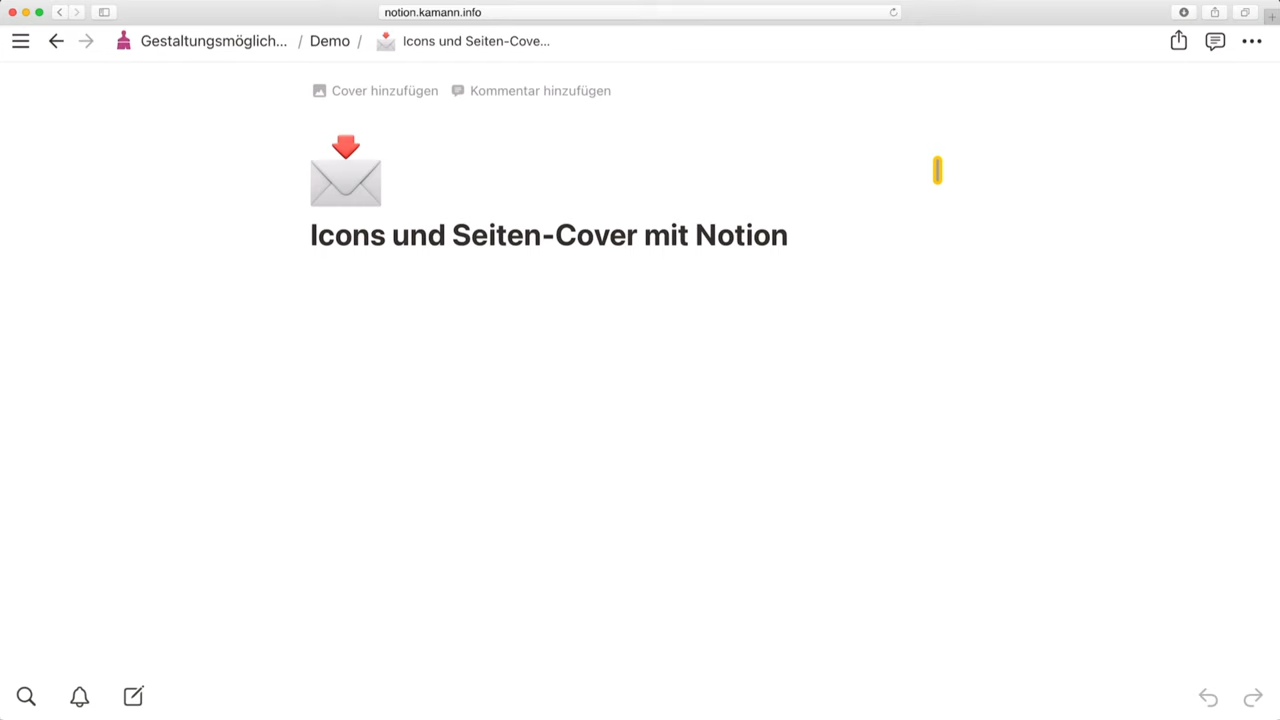 notion.kamann.info
Gestaltungsmöglich... / Demo / Icons und Seiten-Cove...
Cover hinzufügen Kommentar hinzufügen
Icons und Seiten-Cover mit Notion